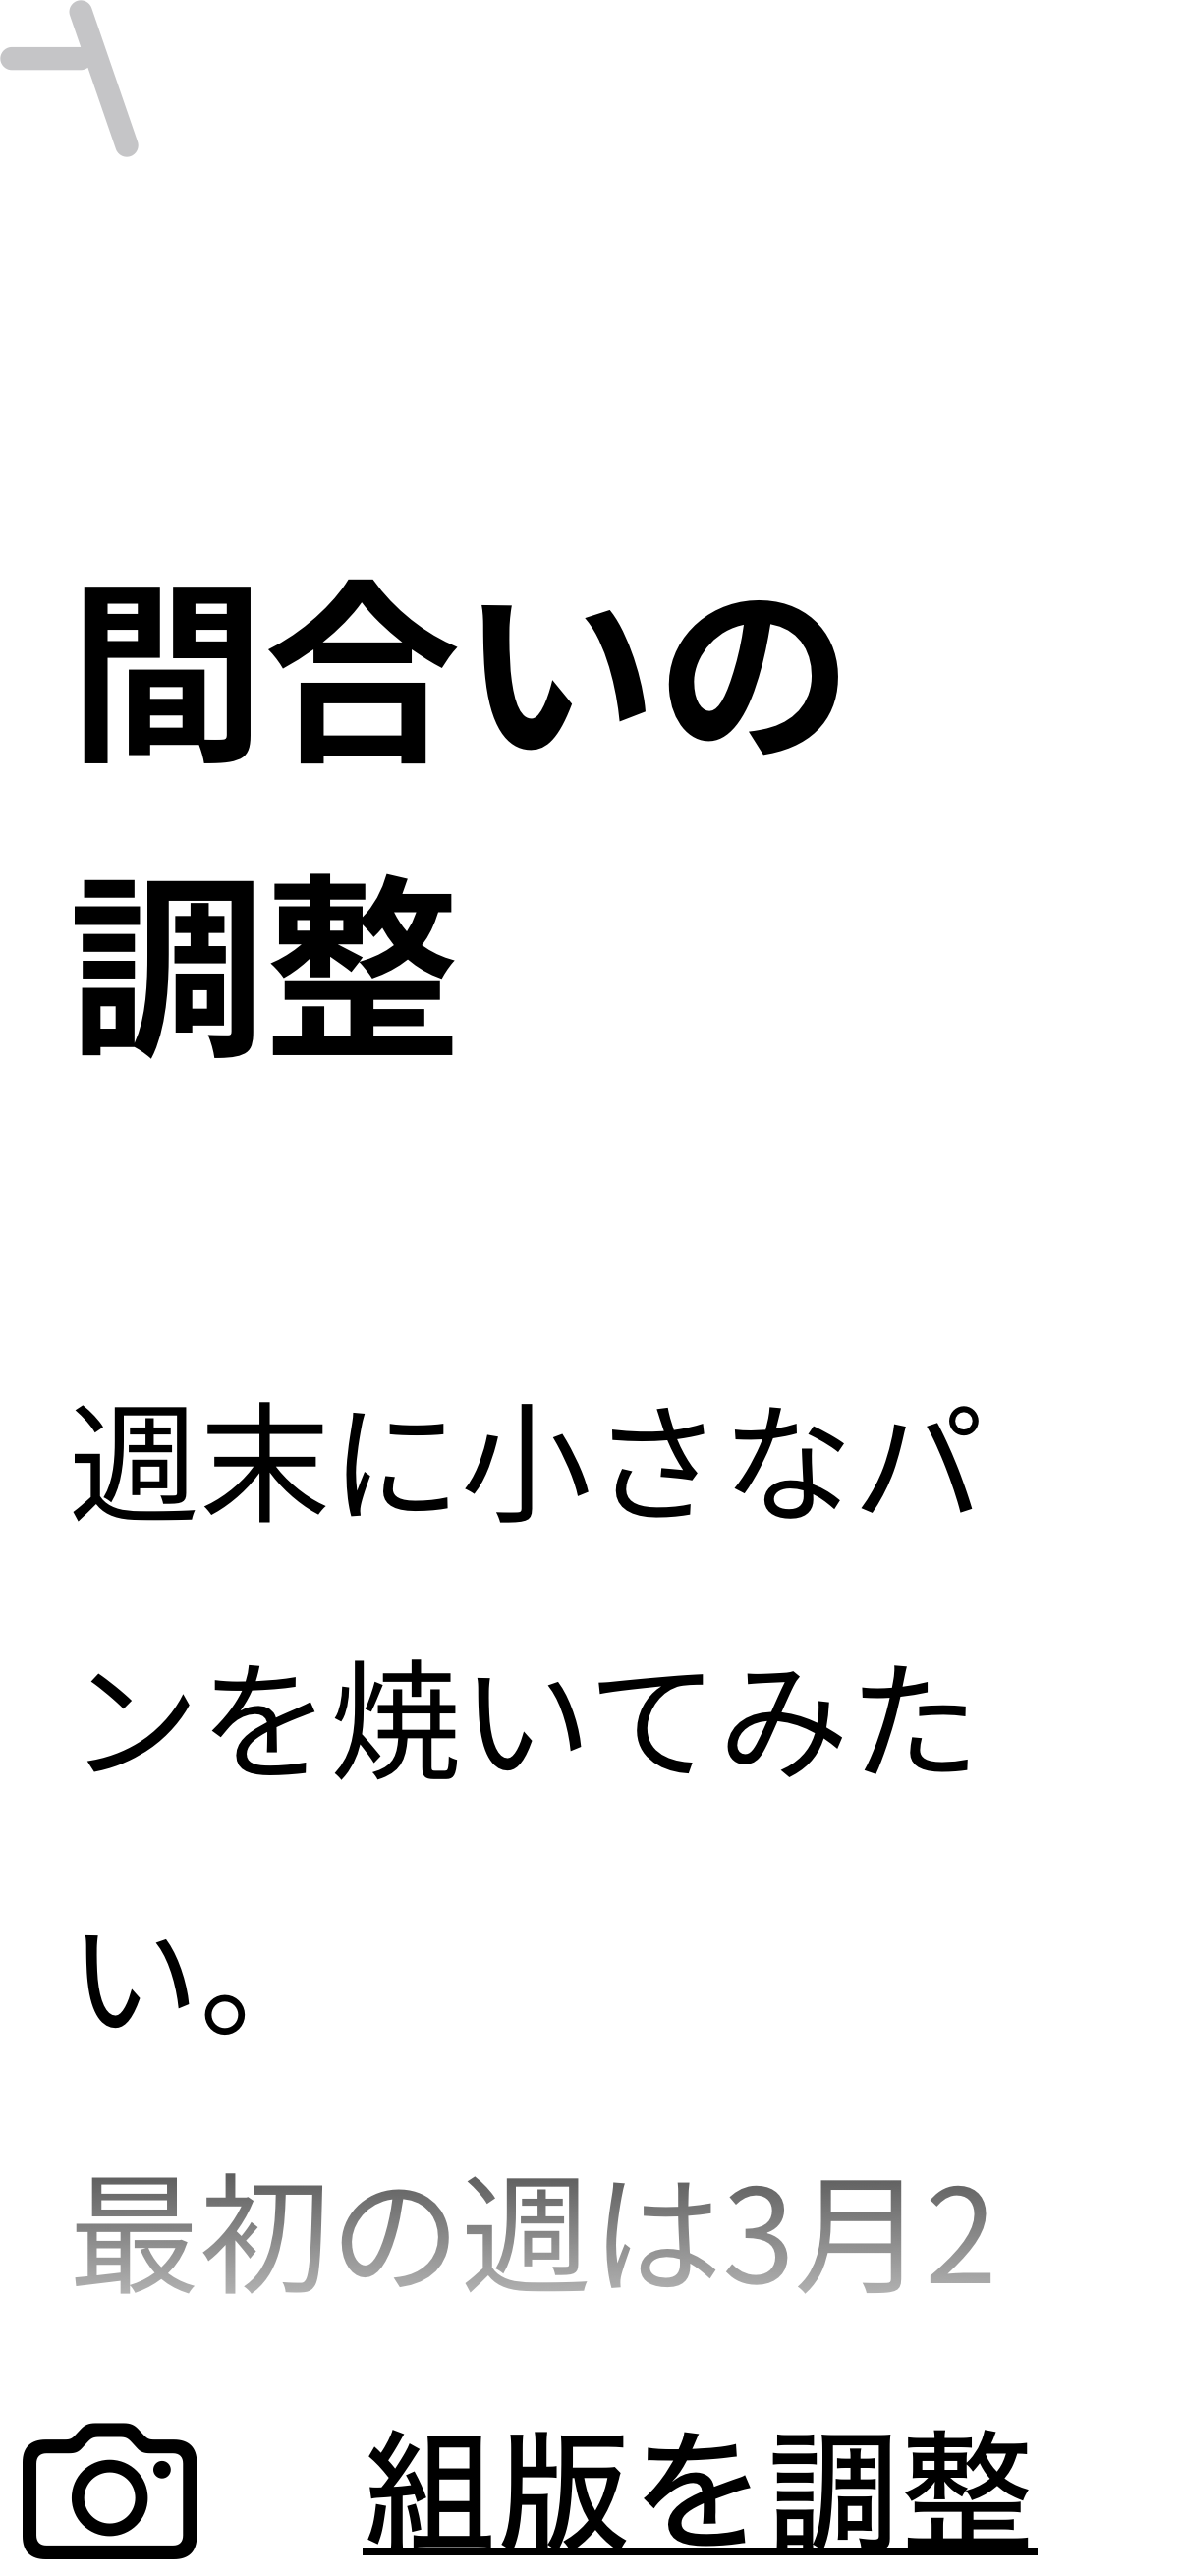 間合いの
調整
週末に小さなパ
ンを焼いてみた
い。
最初の週は3月2
組版を調整